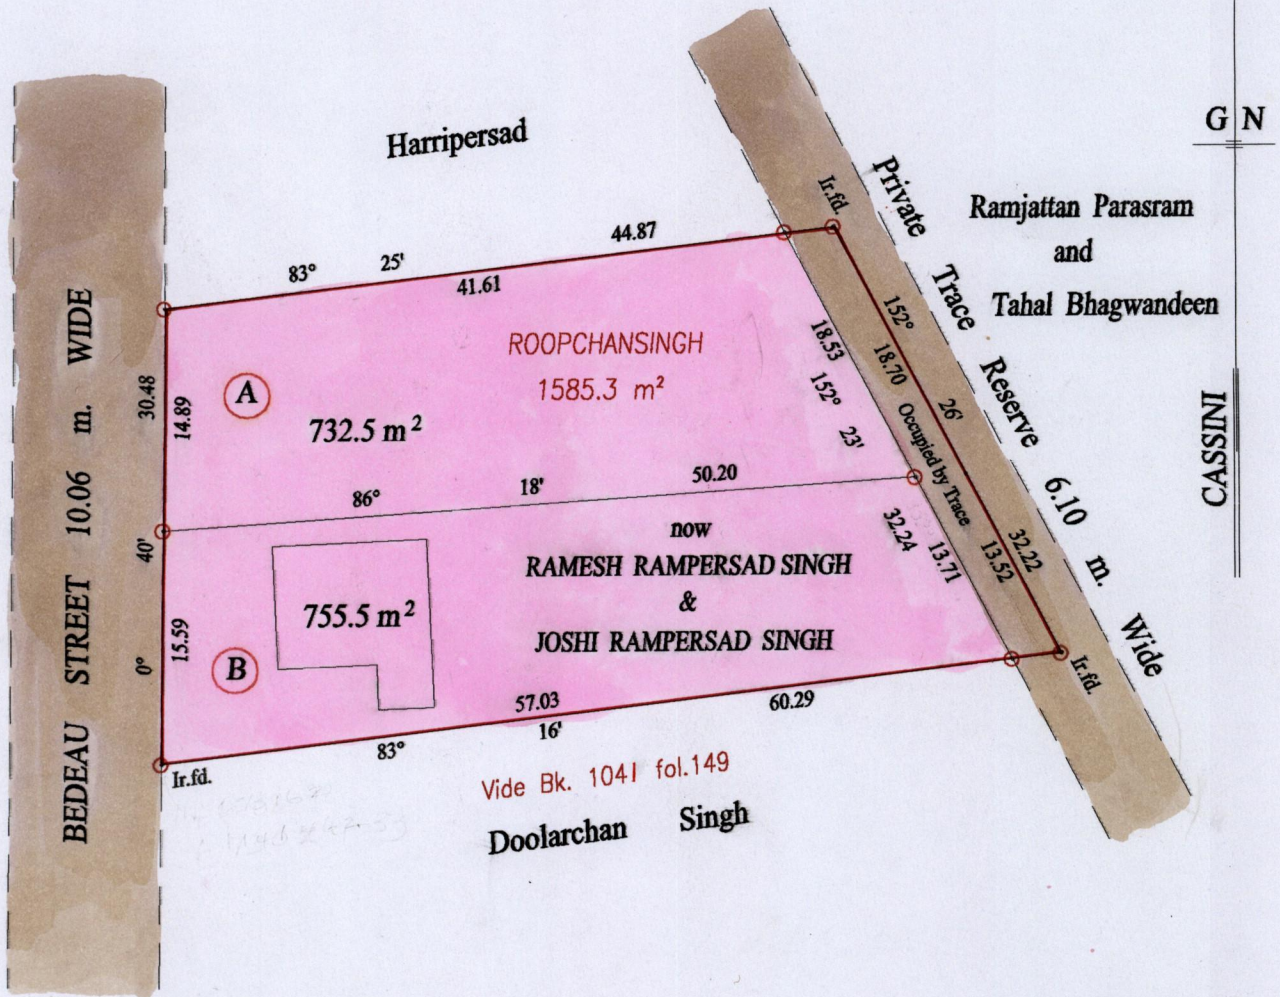 G N
Harripersad
Ir.fd.
Private Trace Reserve 6.10 m. Wide
Ramjattan Parasram
and
Tahal Bhagwandeen
CASSINI
BEDEAU STREET 10.06 m. WIDE
83° 25' 44.87
41.61
ROOPCHANSINGH
1585.3 m²
A
732.5 m²
30.48
14.89
18.53
152° 23'
152° 26'
18.70
Occupied by Trace
86° 18' 50.20
now
RAMESH RAMPERSAD SINGH
&
JOSHI RAMPERSAD SINGH
32.24
13.71
13.52
32.22
0° 40'
15.59
755.5 m²
B
57.03
83° 16' 60.29
Ir.fd.
Ir.fd.
Vide Bk. 1041 fol.149
Doolarchan Singh